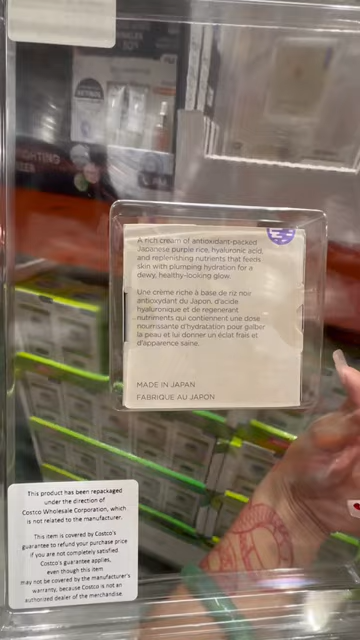 A rich cream of antioxidant-packed
Japanese purple rice, hyaluronic acid,
and replenishing nutrients that feeds
skin with plumping hydration for a
dewy, healthy-looking glow.
Une crème riche à base de riz noir
antioxydant du Japon, d'acide
hyaluronique et de regenerant
nutriments qui contiennent une dose
nourrissante d'hydratation pour galber
la peau et lui donner un éclat frais et
d'apparence saine.
MADE IN JAPAN
FABRIQUÉ AU JAPON
This product has been repackaged
under the direction of
Costco Wholesale Corporation, which
is not related to the manufacturer.
This item is covered by Costco's
guarantee to refund your purchase price
if you are not completely satisfied.
Costco's guarantee applies,
even though this item
may not be covered by the manufacturer's
warranty, because Costco is not an
authorized dealer of the merchandise.